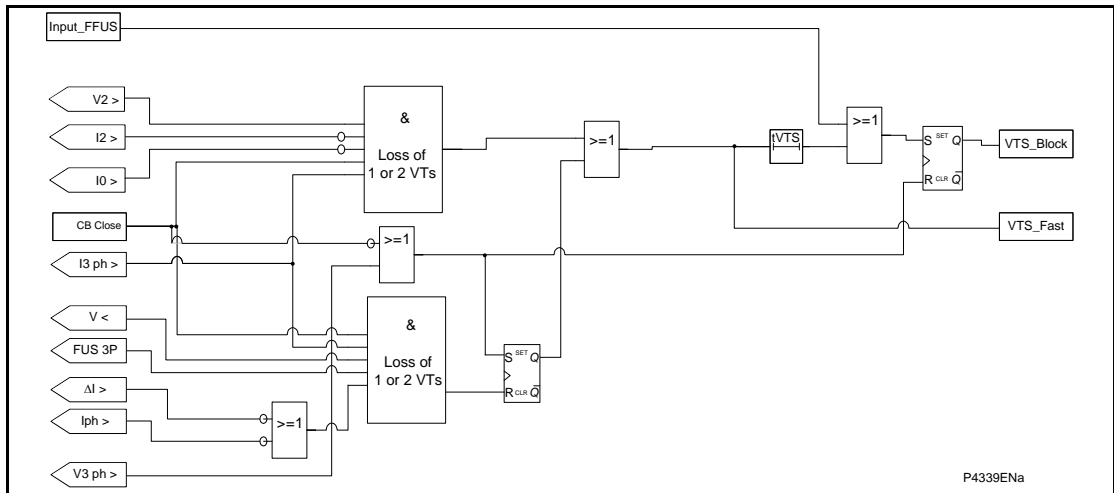 Input_FFUS
V2 >
I2 >
I0 >
CB Close
I3 ph >
V <
FUS 3P
ΔI >
Iph >
V3 ph >
&
Loss of
1 or 2 VTs
>=1
&
Loss of
1 or 2 VTs
>=1
>=1
S SET Q
R CLR Q̅
tVTS
>=1
S SET Q
R CLR Q̅
VTS_Block
VTS_Fast
P4339ENa